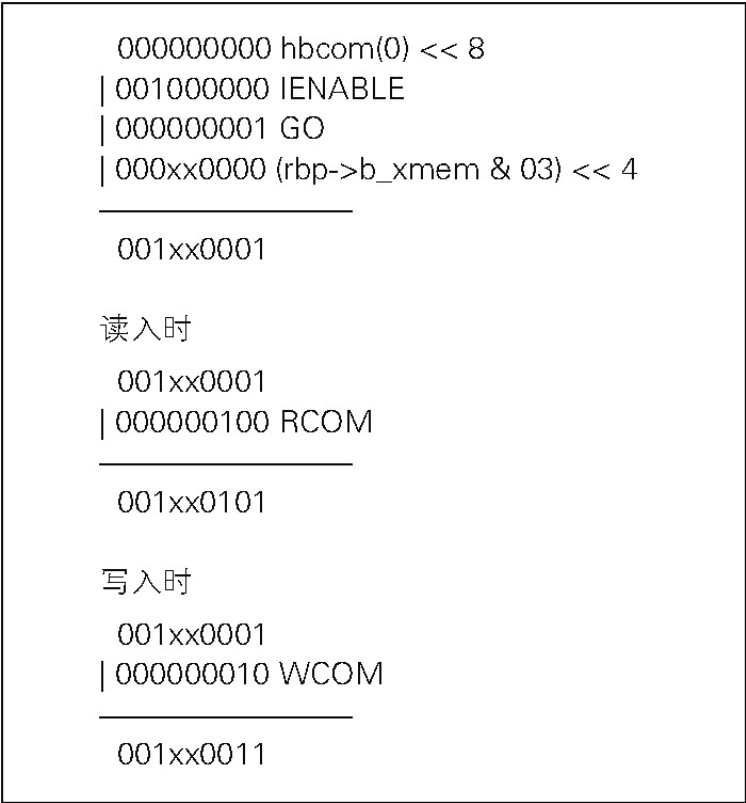 000000000 hbcom(0) << 8
| 001000000 IENABLE
| 000000001 GO
| 000xx0000 (rbp->b_xmem & 03) << 4
001xx0001
读入时
001xx0001
| 000000100 RCOM
001xx0101
写入时
001xx0001
| 000000010 WCOM
001xx0011